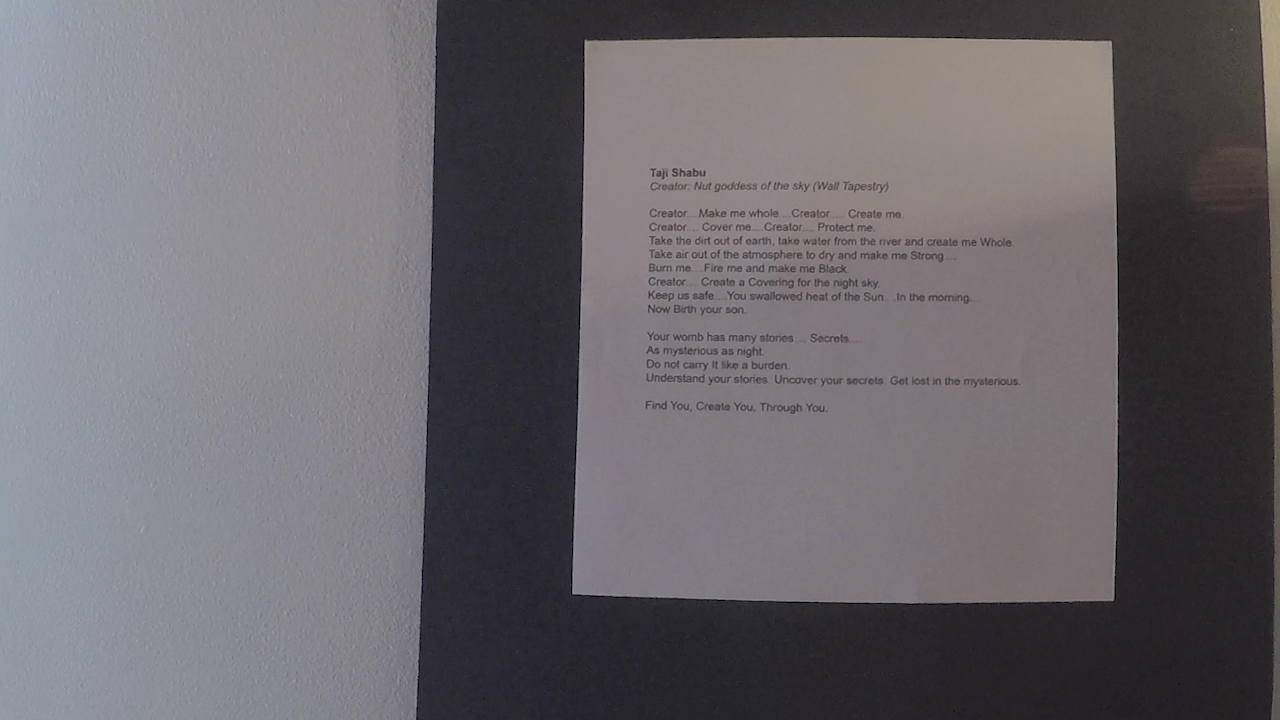 Taji Shabu
Creator: Nut goddess of the sky (Wall Tapestry)
Creator....Make me whole....Creator..... Create me.
Creator.... Cover me....Creator.... Protect me.
Take the dirt out of earth, take water from the river and create me Whole.
Take air out of the atmosphere to dry and make me Strong....
Burn me....Fire me and make me Black.
Creator.... Create a Covering for the night sky
Keep us safe....You swallowed heat of the Sun....In the morning....
Now Birth your son.
Your womb has many stories.... Secrets.....
As mysterious as night.
Do not carry It like a burden.
Understand your stories. Uncover your secrets. Get lost in the mysterious.
Find You, Create You, Through You.